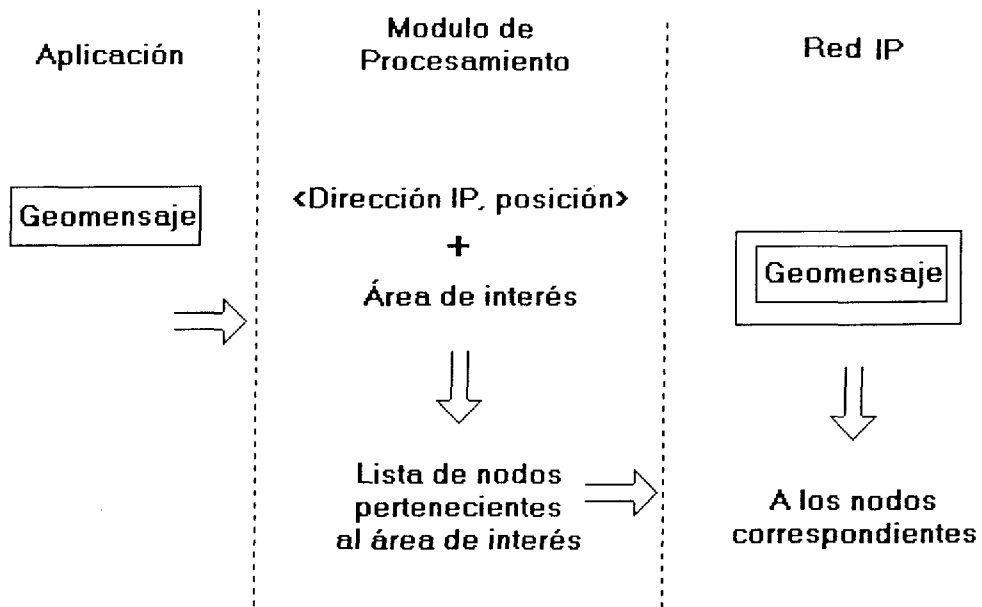 Aplicación
Modulo de
Procesamiento
Red IP
Geomensaje
<Dirección IP, posición>
+
Área de interés
Lista de nodos
pertenecientes
al área de interés
Geomensaje
A los nodos
correspondientes